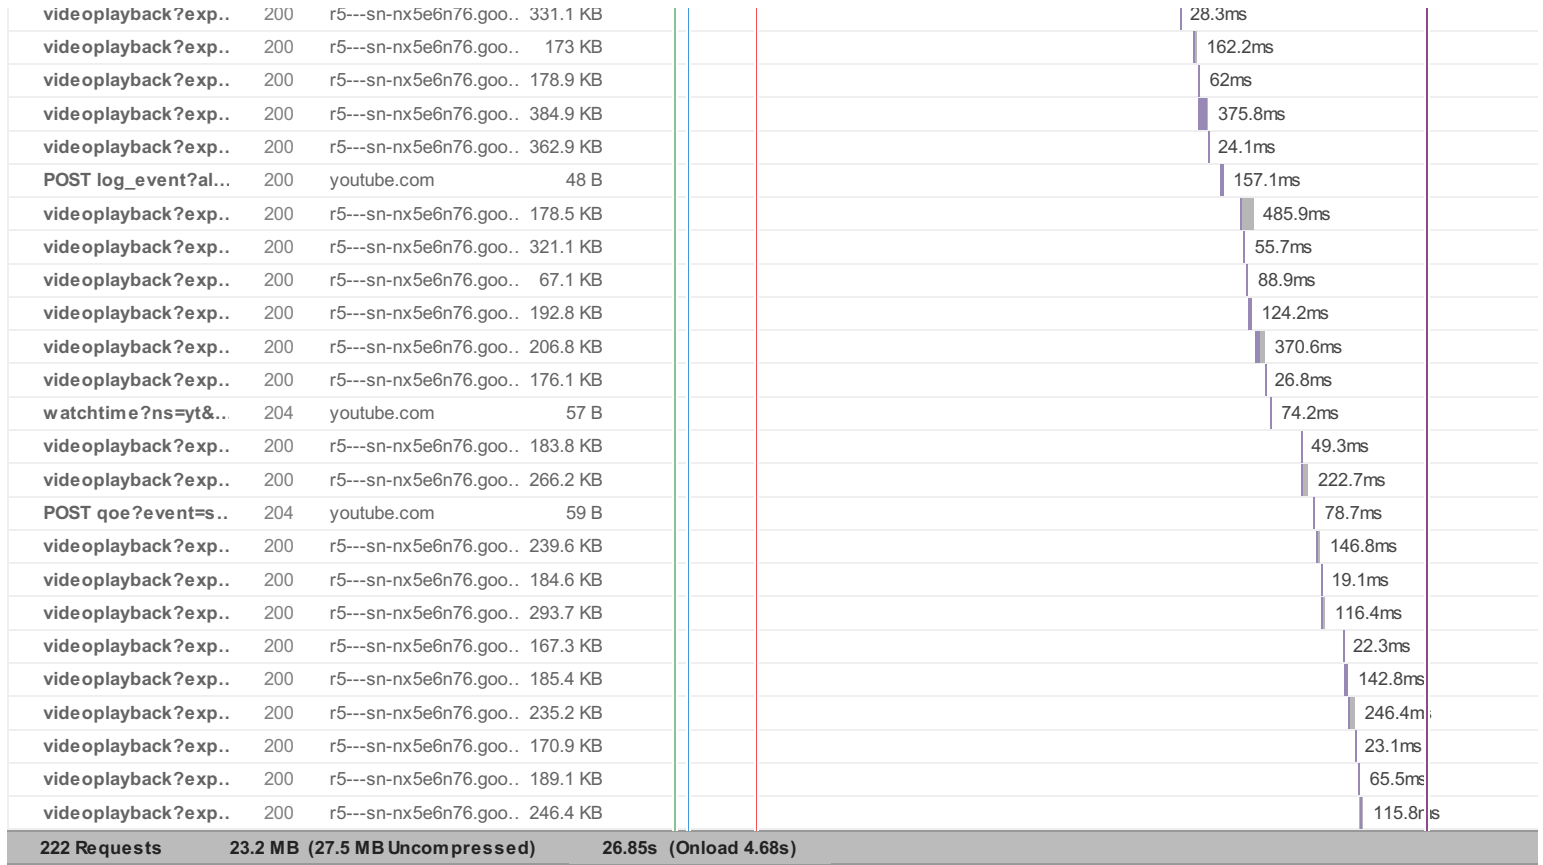 videoplayback?exp.. 200 r5---sn-nx5e6n76.goo.. 331.1 KB 28.3ms
videoplayback?exp.. 200 r5---sn-nx5e6n76.goo.. 173 KB 162.2ms
videoplayback?exp.. 200 r5---sn-nx5e6n76.goo.. 178.9 KB 62ms
videoplayback?exp.. 200 r5---sn-nx5e6n76.goo.. 384.9 KB 375.8ms
videoplayback?exp.. 200 r5---sn-nx5e6n76.goo.. 362.9 KB 24.1ms
POST log_event?al... 200 youtube.com 48 B 157.1ms
videoplayback?exp.. 200 r5---sn-nx5e6n76.goo.. 178.5 KB 485.9ms
videoplayback?exp.. 200 r5---sn-nx5e6n76.goo.. 321.1 KB 55.7ms
videoplayback?exp.. 200 r5---sn-nx5e6n76.goo.. 67.1 KB 88.9ms
videoplayback?exp.. 200 r5---sn-nx5e6n76.goo.. 192.8 KB 124.2ms
videoplayback?exp.. 200 r5---sn-nx5e6n76.goo.. 206.8 KB 370.6ms
videoplayback?exp.. 200 r5---sn-nx5e6n76.goo.. 176.1 KB 26.8ms
watchtime?ns=yt&... 204 youtube.com 57 B 74.2ms
videoplayback?exp.. 200 r5---sn-nx5e6n76.goo.. 183.8 KB 49.3ms
videoplayback?exp.. 200 r5---sn-nx5e6n76.goo.. 266.2 KB 222.7ms
POST qoe?event=s.. 204 youtube.com 59 B 78.7ms
videoplayback?exp.. 200 r5---sn-nx5e6n76.goo.. 239.6 KB 146.8ms
videoplayback?exp.. 200 r5---sn-nx5e6n76.goo.. 184.6 KB 19.1ms
videoplayback?exp.. 200 r5---sn-nx5e6n76.goo.. 293.7 KB 116.4ms
videoplayback?exp.. 200 r5---sn-nx5e6n76.goo.. 167.3 KB 22.3ms
videoplayback?exp.. 200 r5---sn-nx5e6n76.goo.. 185.4 KB 142.8ms
videoplayback?exp.. 200 r5---sn-nx5e6n76.goo.. 235.2 KB 246.4ms
videoplayback?exp.. 200 r5---sn-nx5e6n76.goo.. 170.9 KB 23.1ms
videoplayback?exp.. 200 r5---sn-nx5e6n76.goo.. 189.1 KB 65.5ms
videoplayback?exp.. 200 r5---sn-nx5e6n76.goo.. 246.4 KB 115.8ms
222 Requests 23.2 MB (27.5 MB Uncompressed) 26.85s (Onload 4.68s)